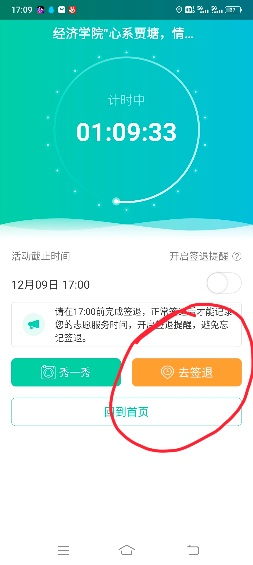 17:09
经济学院"心系贾塘，情...
计时中
01:09:33
活动截止时间
开启签退提醒
12月09日 17:00
请在17:00前完成签退，正常签退后才能记录
您的志愿服务时间，开启签退提醒，避免忘
记签退。
秀一秀
去签退
回到首页